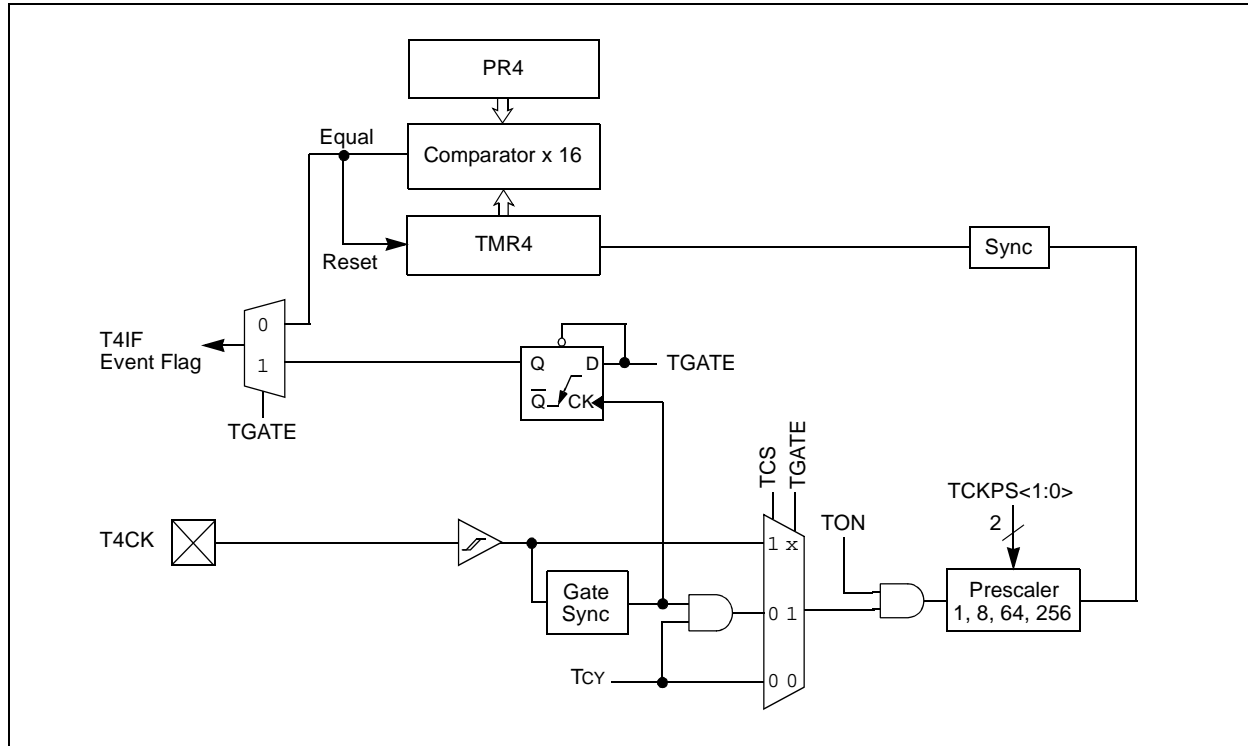 PR4
Equal
Comparator x 16
TMR4
Reset
Sync
T4IF
Event Flag
0
1
TGATE
Q
D
TGATE
Q̅
CK
TCS
TGATE
TCKPS<1:0>
2
TON
T4CK
1 x
Gate
Sync
0 1
Prescaler
1, 8, 64, 256
TCY
0 0